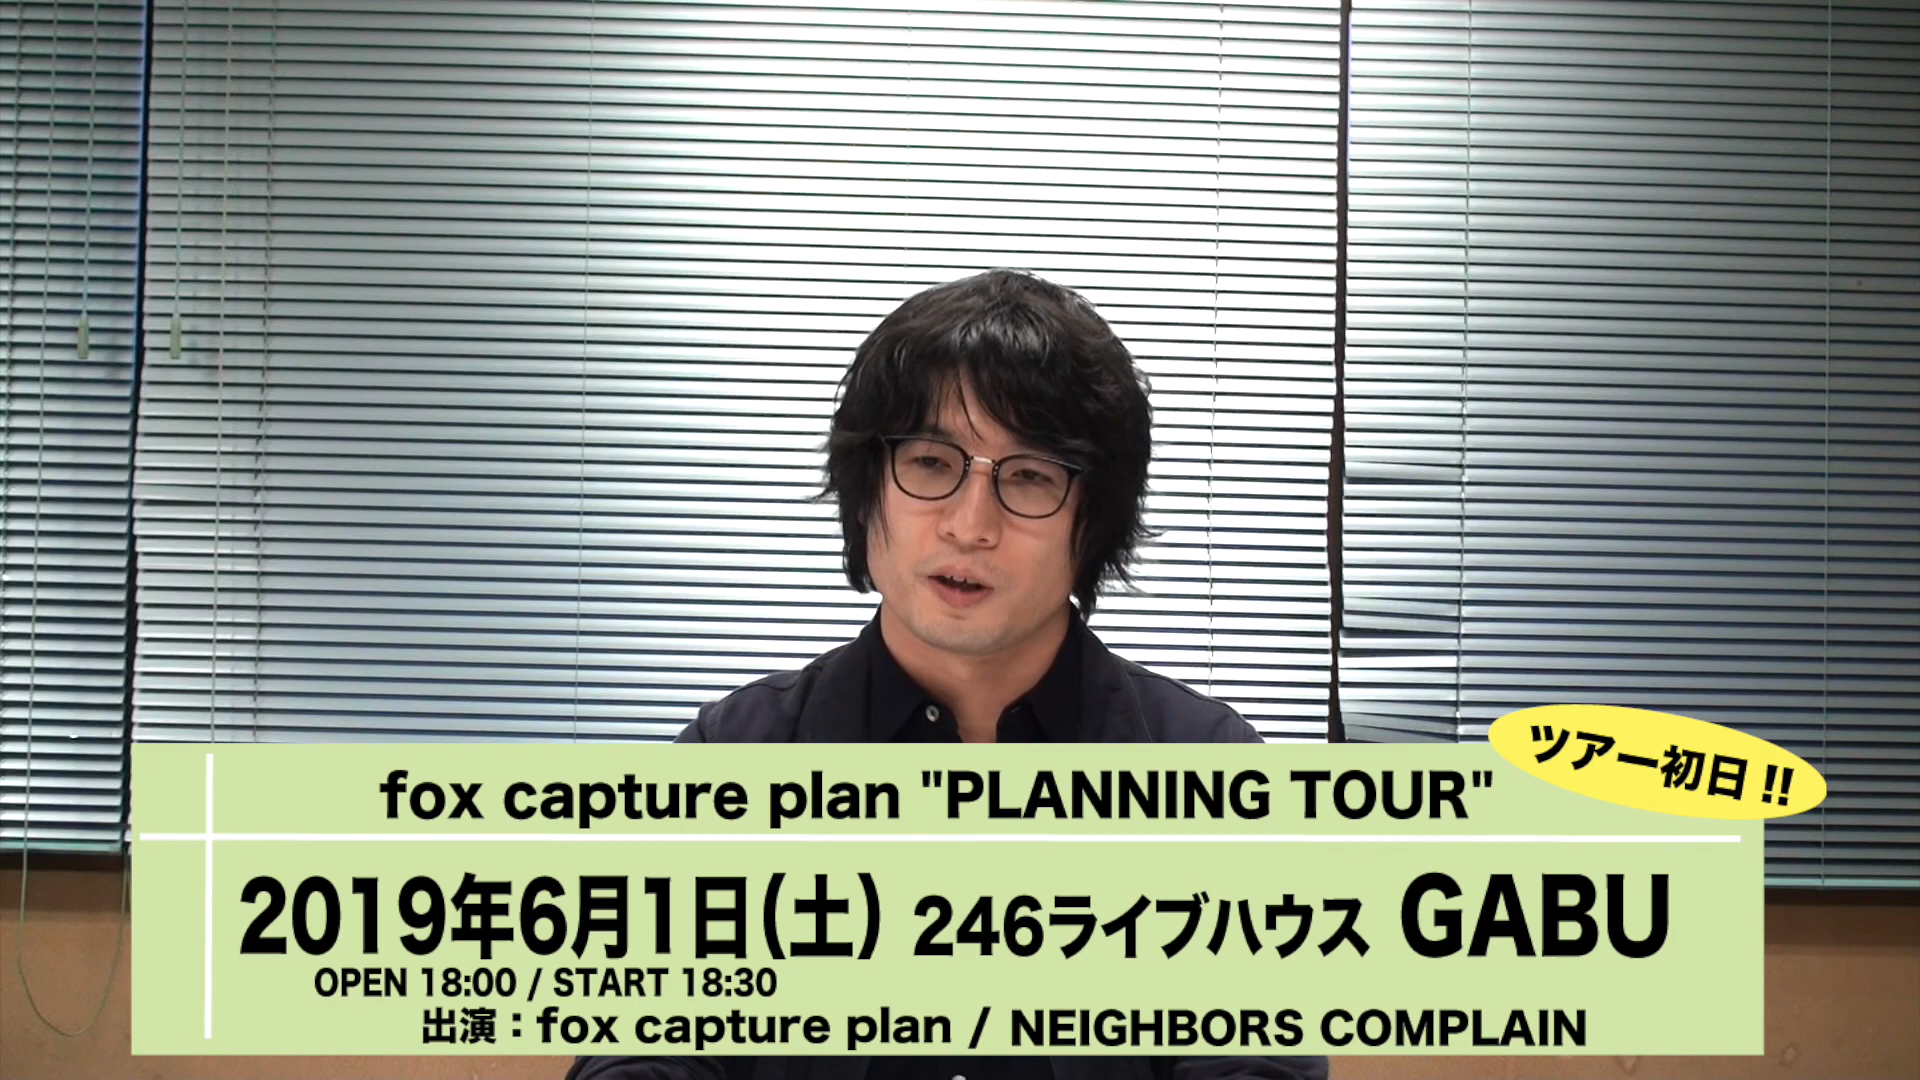 ツアー初日!!
fox capture plan "PLANNING TOUR"
2019年6月1日(土) 246ライブハウス GABU
OPEN 18:00 / START 18:30
出演：fox capture plan / NEIGHBORS COMPLAIN